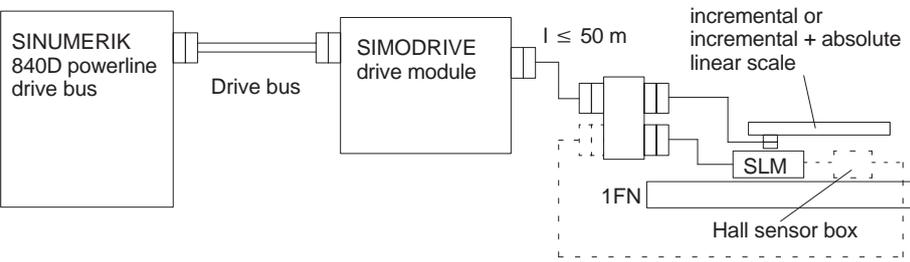 SINUMERIK
840D powerline
drive bus
Drive bus
SIMODRIVE
drive module
l ≤ 50 m
incremental or
incremental + absolute
linear scale
SLM
1FN
Hall sensor box